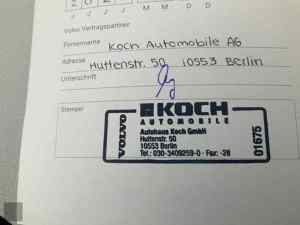 J J J J M M D D
Volvo Vertragspartner
Firmenname Koch Automobile AG
Adresse Huttenstr. 50, 10553 Berlin
Unterschrift
Stempel
VOLVO
KOCH
AUTOMOBILE
Autohaus Koch GmbH
Huttenstr. 50
10553 Berlin
Tel.: 030-3409259-0 · Fax: -28
01675